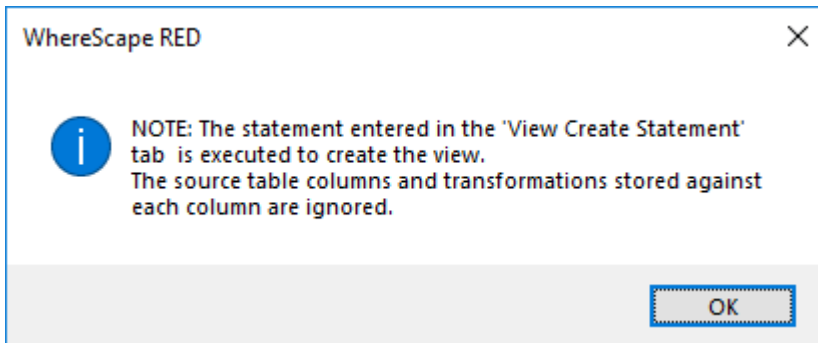 WhereScape RED
NOTE: The statement entered in the 'View Create Statement'
tab  is executed to create the view.
The source table columns and transformations stored against
each column are ignored.
OK